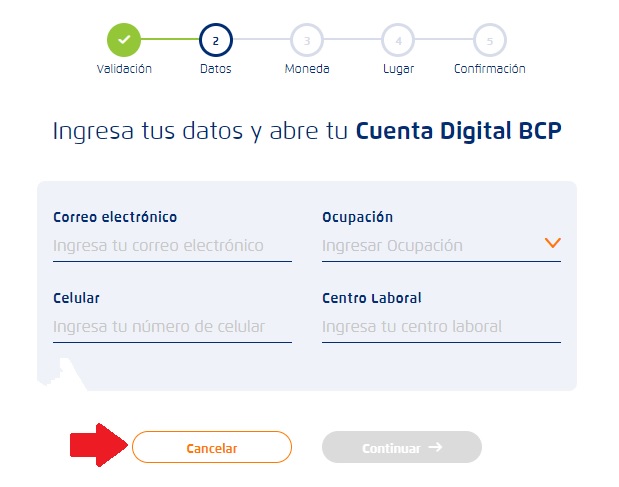 2 3 4 5
Validación Datos Moneda Lugar Confirmación
Ingresa tus datos y abre tu Cuenta Digital BCP
Correo electrónico Ocupación
Ingresa tu correo electrónico Ingresar Ocupación
Celular Centro Laboral
Ingresa tu número de celular Ingresa tu centro laboral
Cancelar Continuar →